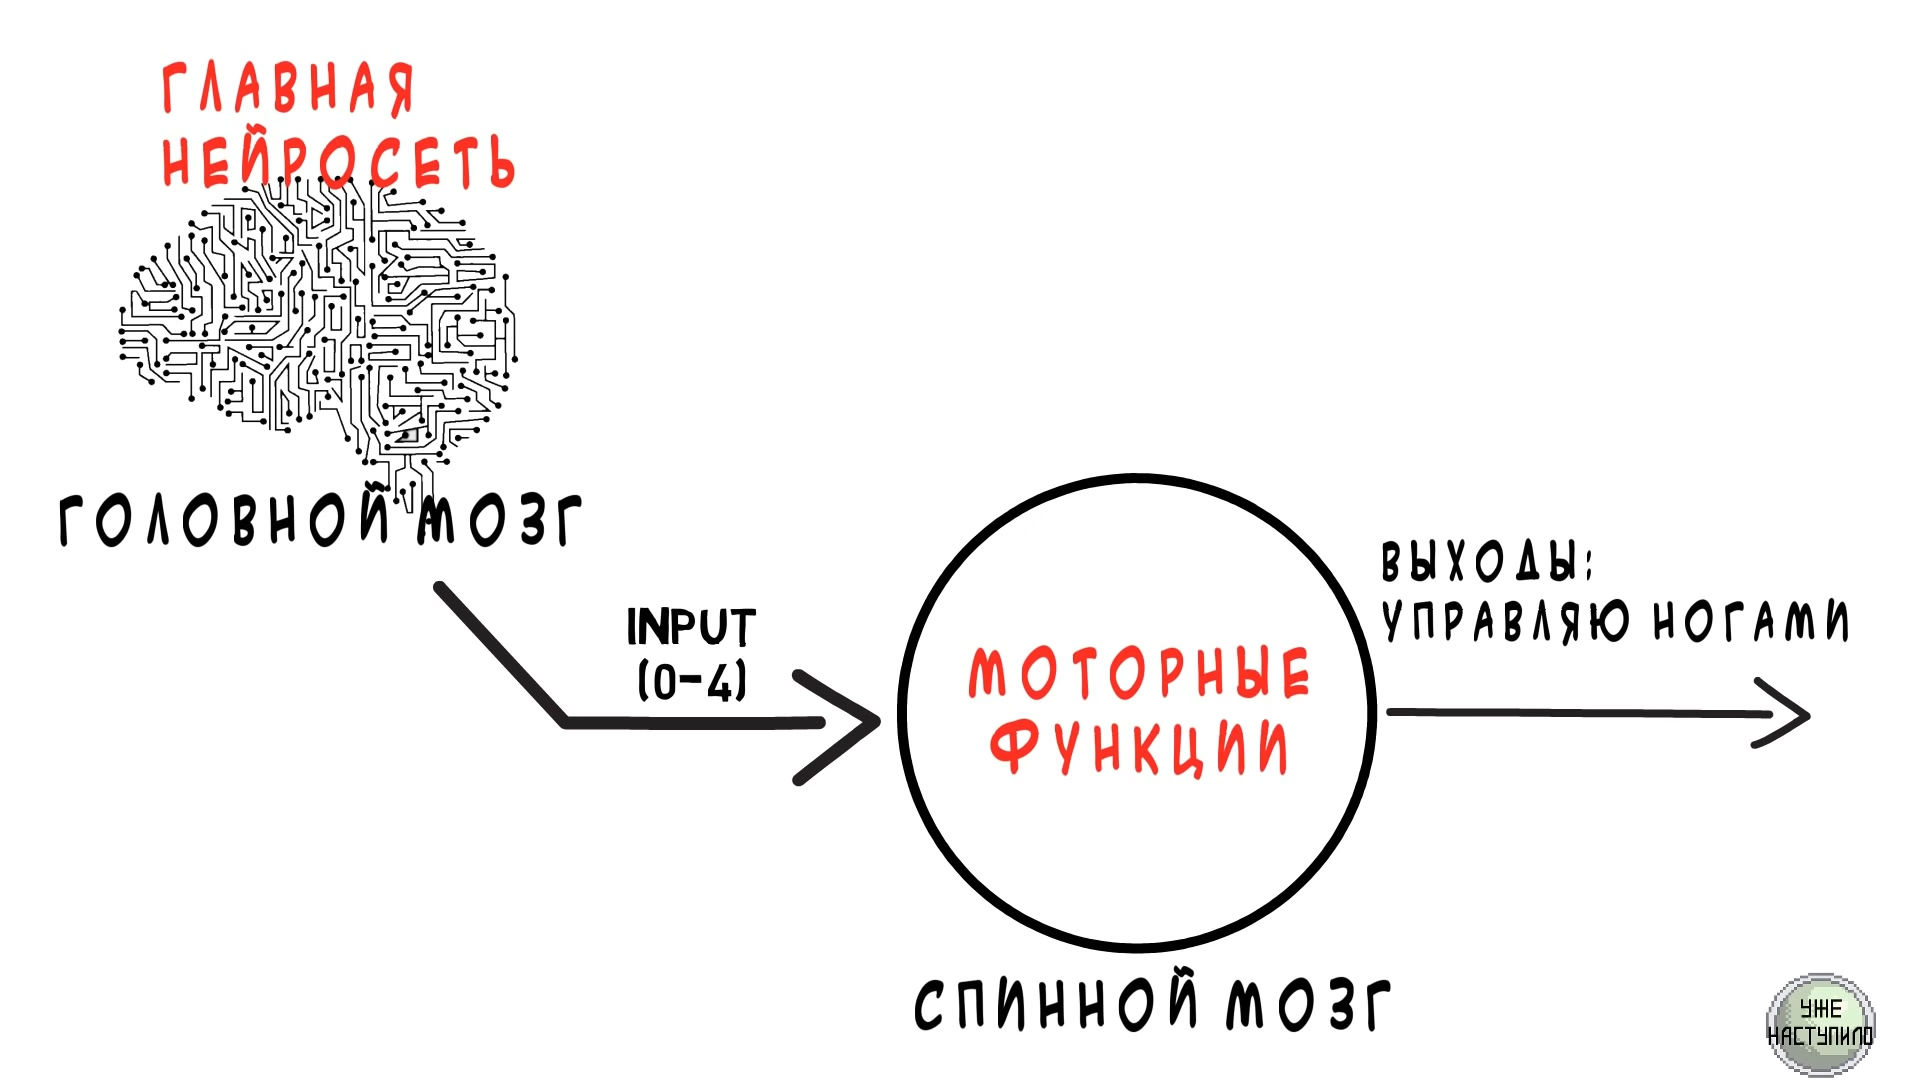 ГЛАВНАЯ
НЕЙРОСЕТЬ
ГОЛОВНОЙ МОЗГ
INPUT
(0-4)
МОТОРНЫЕ
ФУНКЦИИ
СПИННОЙ МОЗГ
ВЫХОДЫ:
УПРАВЛЯЮ НОГАМИ
УЖЕ
НАСТУПИЛО